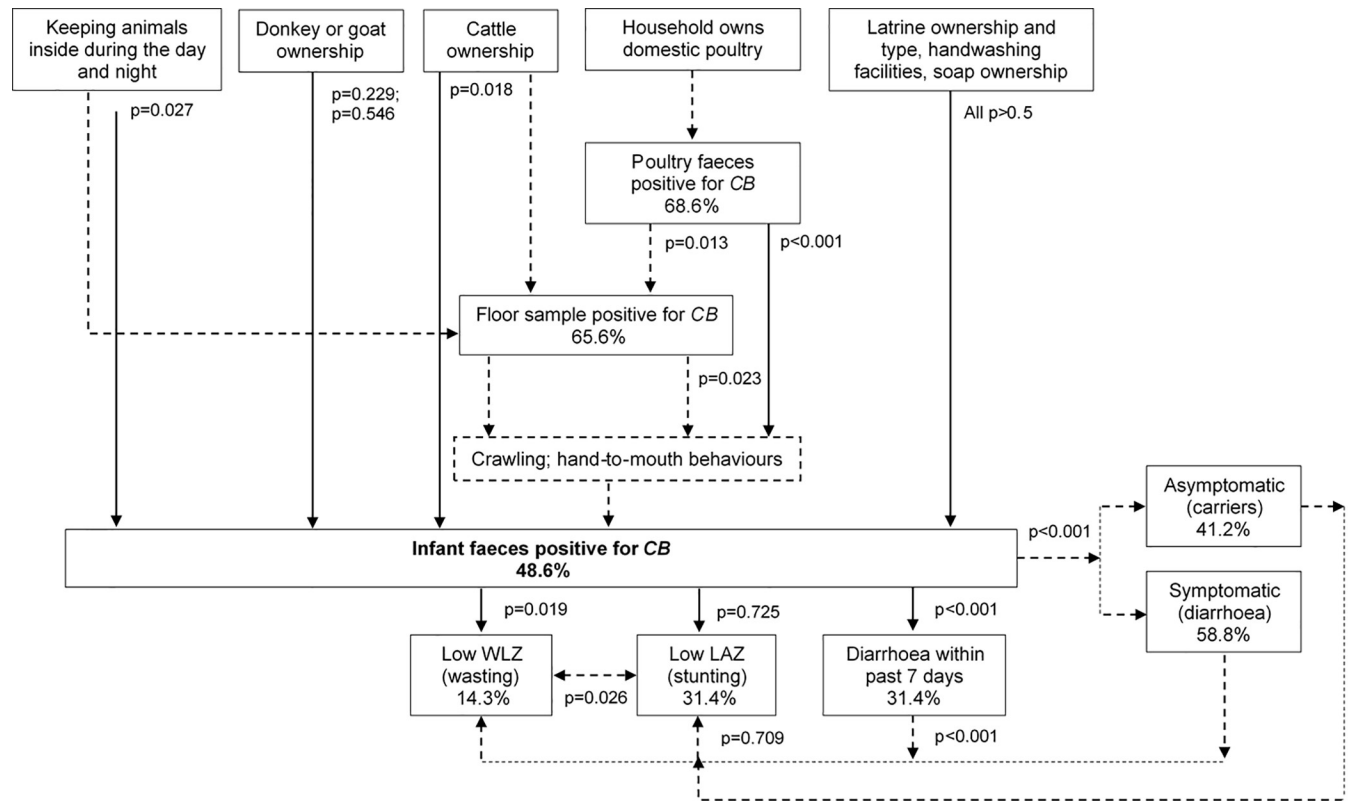 Keeping animals
inside during the day
and night
Donkey or goat
ownership
Cattle
ownership
Household owns
domestic poultry
Latrine ownership and
type, handwashing
facilities, soap ownership
p=0.027
p=0.229;
p=0.546
p=0.018
All p>0.5
Poultry faeces
positive for CB
68.6%
p=0.013
p<0.001
Floor sample positive for CB
65.6%
p=0.023
Crawling; hand-to-mouth behaviours
Infant faeces positive for CB
48.6%
p<0.001
Asymptomatic
(carriers)
41.2%
Symptomatic
(diarrhoea)
58.8%
p=0.019
p=0.725
p<0.001
Low WLZ
(wasting)
14.3%
p=0.026
Low LAZ
(stunting)
31.4%
Diarrhoea within
past 7 days
31.4%
p=0.709
p<0.001